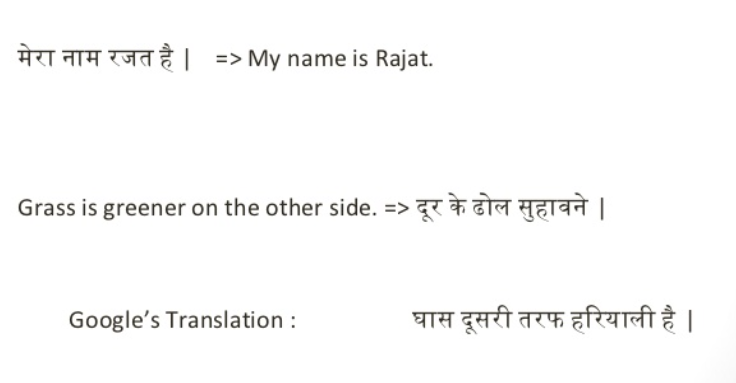 मेरा नाम रजत है | => My name is Rajat.
Grass is greener on the other side. => दूर के ढोल सुहावने |
Google’s Translation : घास दूसरी तरफ हरियाली है |